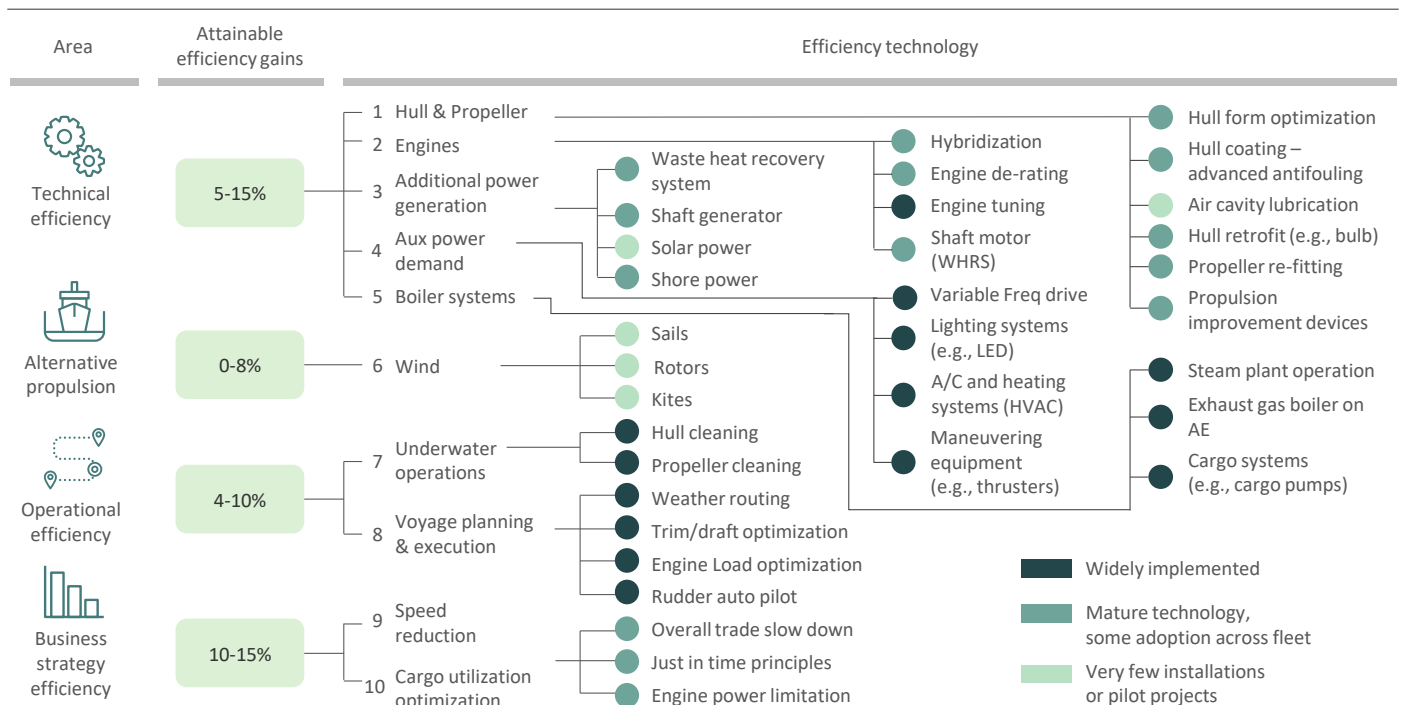 Area
Attainable
efficiency gains
Efficiency technology
Technical
efficiency
5-15%
1 Hull & Propeller
2 Engines
3 Additional power
generation
4 Aux power
demand
5 Boiler systems
Waste heat recovery
system
Shaft generator
Solar power
Shore power
Hybridization
Engine de-rating
Engine tuning
Shaft motor
(WHRS)
Variable Freq drive
Lighting systems
(e.g., LED)
A/C and heating
systems (HVAC)
Maneuvering
equipment
(e.g., thrusters)
Hull form optimization
Hull coating –
advanced antifouling
Air cavity lubrication
Hull retrofit (e.g., bulb)
Propeller re-fitting
Propulsion
improvement devices
Steam plant operation
Exhaust gas boiler on
AE
Cargo systems
(e.g., cargo pumps)
Alternative
propulsion
0-8%
6 Wind
Sails
Rotors
Kites
Operational
efficiency
4-10%
7 Underwater
operations
Hull cleaning
Propeller cleaning
8 Voyage planning
& execution
Weather routing
Trim/draft optimization
Engine Load optimization
Rudder auto pilot
Business
strategy
efficiency
10-15%
9 Speed
reduction
10 Cargo utilization
optimization
Overall trade slow down
Just in time principles
Engine power limitation
Widely implemented
Mature technology,
some adoption across fleet
Very few installations
or pilot projects